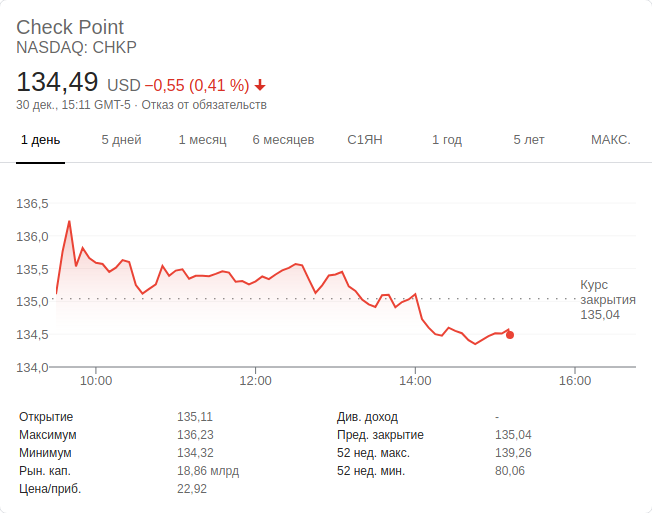 Check Point
NASDAQ: CHKP
134,49 USD −0,55 (0,41 %)
30 дек., 15:11 GMT-5 · Отказ от обязательств
1 день 5 дней 1 месяц 6 месяцев С1ЯН 1 год 5 лет МАКС.
136,5
136,0
135,5
135,0
134,5
134,0
Курс
закрытия
135,04
10:00 12:00 14:00 16:00
Открытие 135,11 Див. доход -
Максимум 136,23 Пред. закрытие 135,04
Минимум 134,32 52 нед. макс. 139,26
Рын. кап. 18,86 млрд 52 нед. мин. 80,06
Цена/приб. 22,92